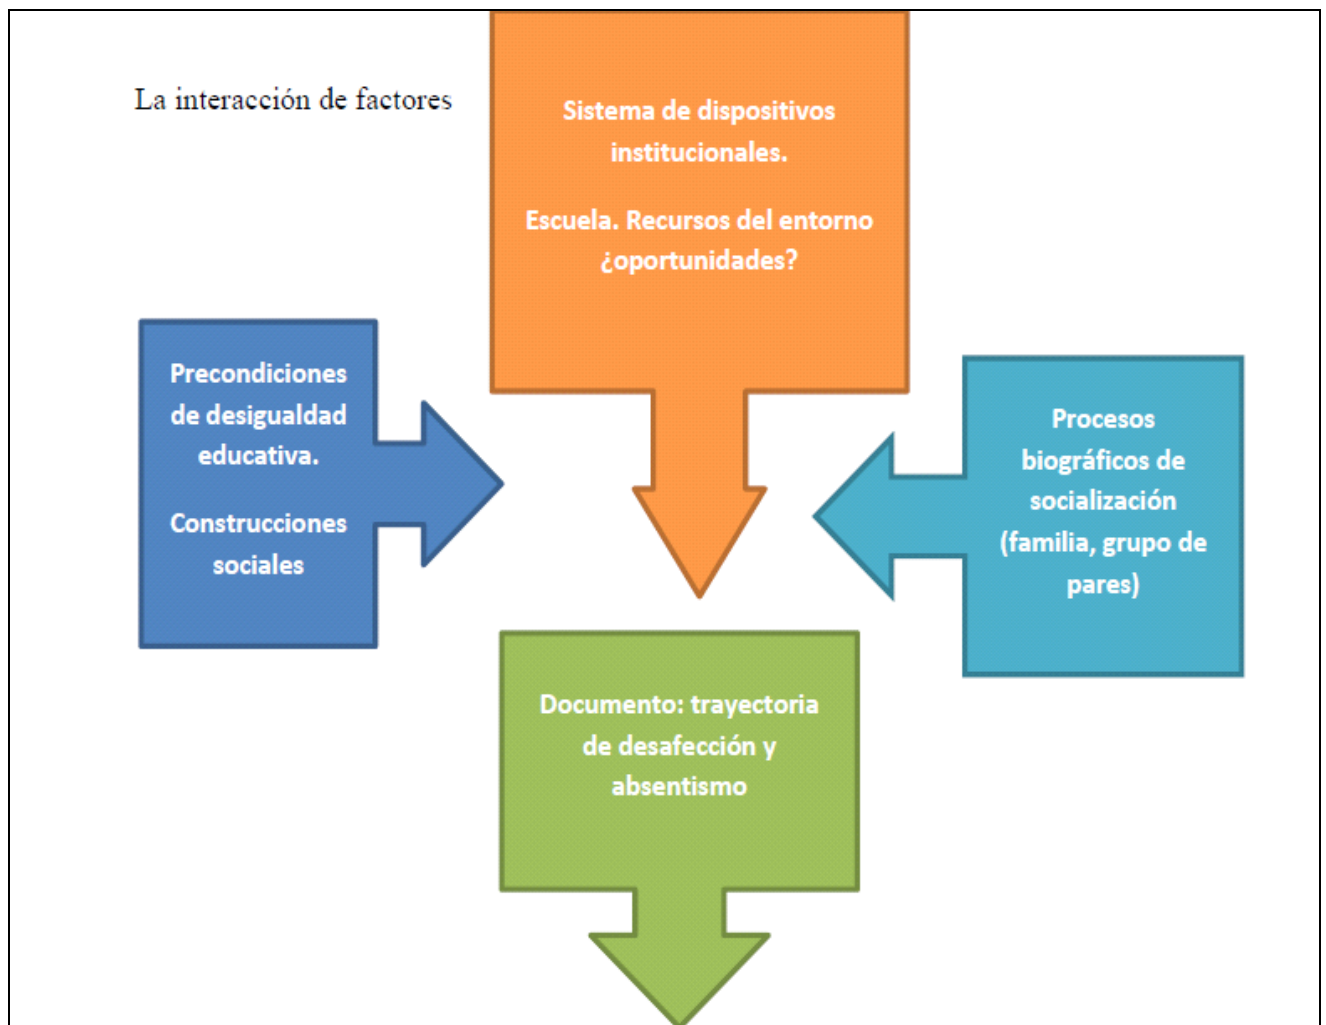 La interacción de factores
Sistema de dispositivos
institucionales.
Escuela. Recursos del entorno
¿oportunidades?
Precondiciones
de desigualdad
educativa.
Construcciones
sociales
Procesos
biográficos de
socialización
(familia, grupo de
pares)
Documento: trayectoria
de desafección y
absentismo